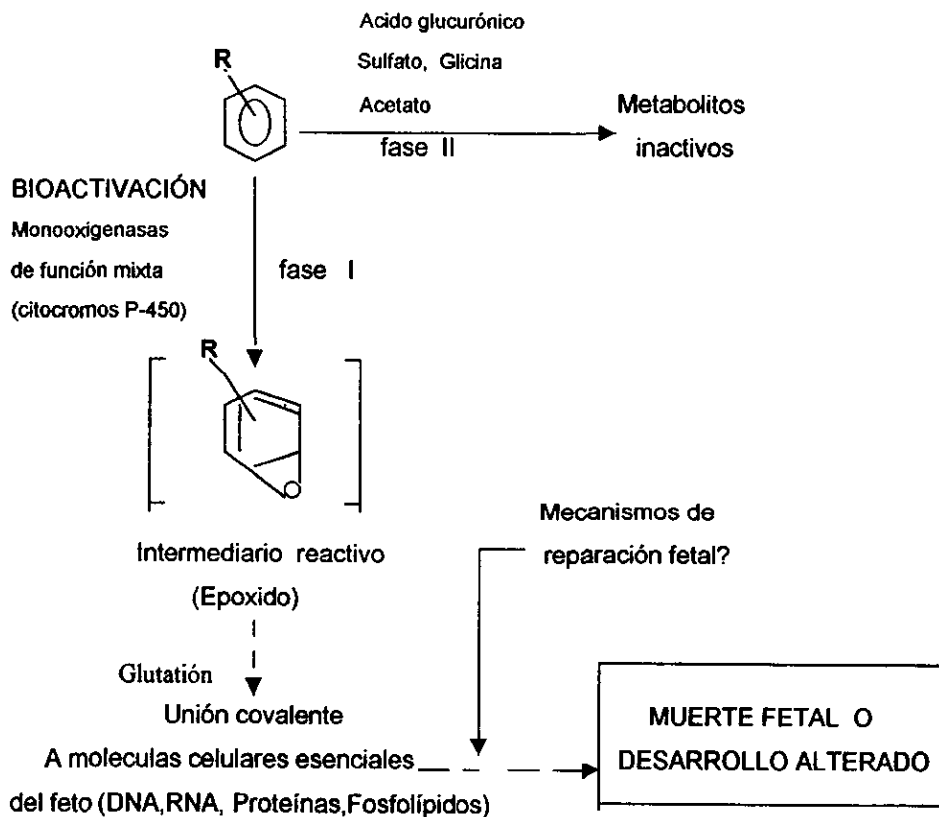 Acido glucurónico
Sulfato, Glicina
Acetato
fase II
Metabolitos
inactivos
R
BIOACTIVACIÓN
Monooxigenasas
de función mixta
(citocromos P-450)
fase I
R
O
Intermediario reactivo
(Epoxido)
Glutatión
Unión covalente
A moleculas celulares esenciales
del feto (DNA,RNA, Proteínas,Fosfolípidos)
Mecanismos de
reparación fetal?
MUERTE FETAL O
DESARROLLO ALTERADO